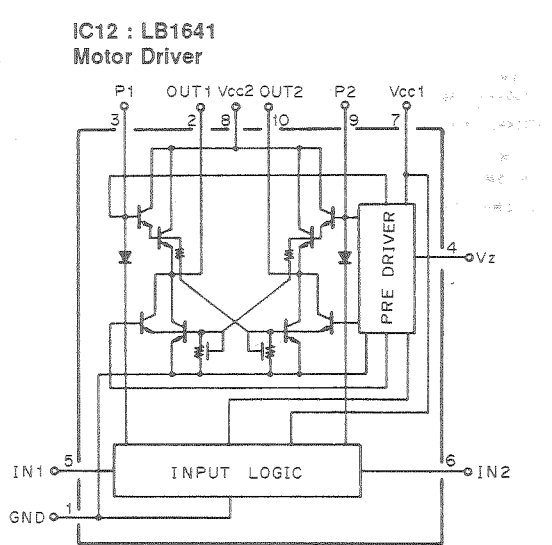 IC12 : LB1641
Motor Driver
P1 OUT1 Vcc2 OUT2 P2 Vcc1
3 2 8 10 9 7
PRE DRIVER
4
Vz
5 6
IN1 INPUT LOGIC IN2
GND 1